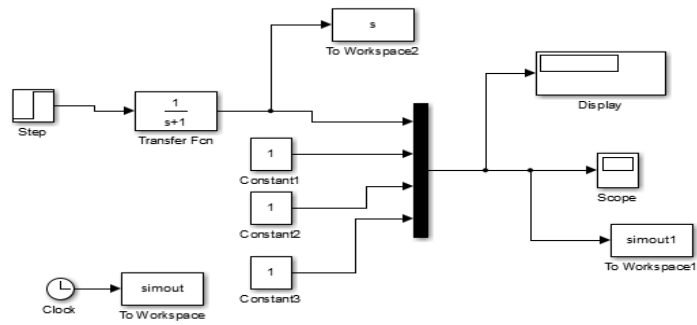 s
To Workspace2
Display
Step
1
s+1
Transfer Fcn
1
Constant1
1
Constant2
1
Constant3
Scope
simout1
To Workspace1
Clock
simout
To Workspace